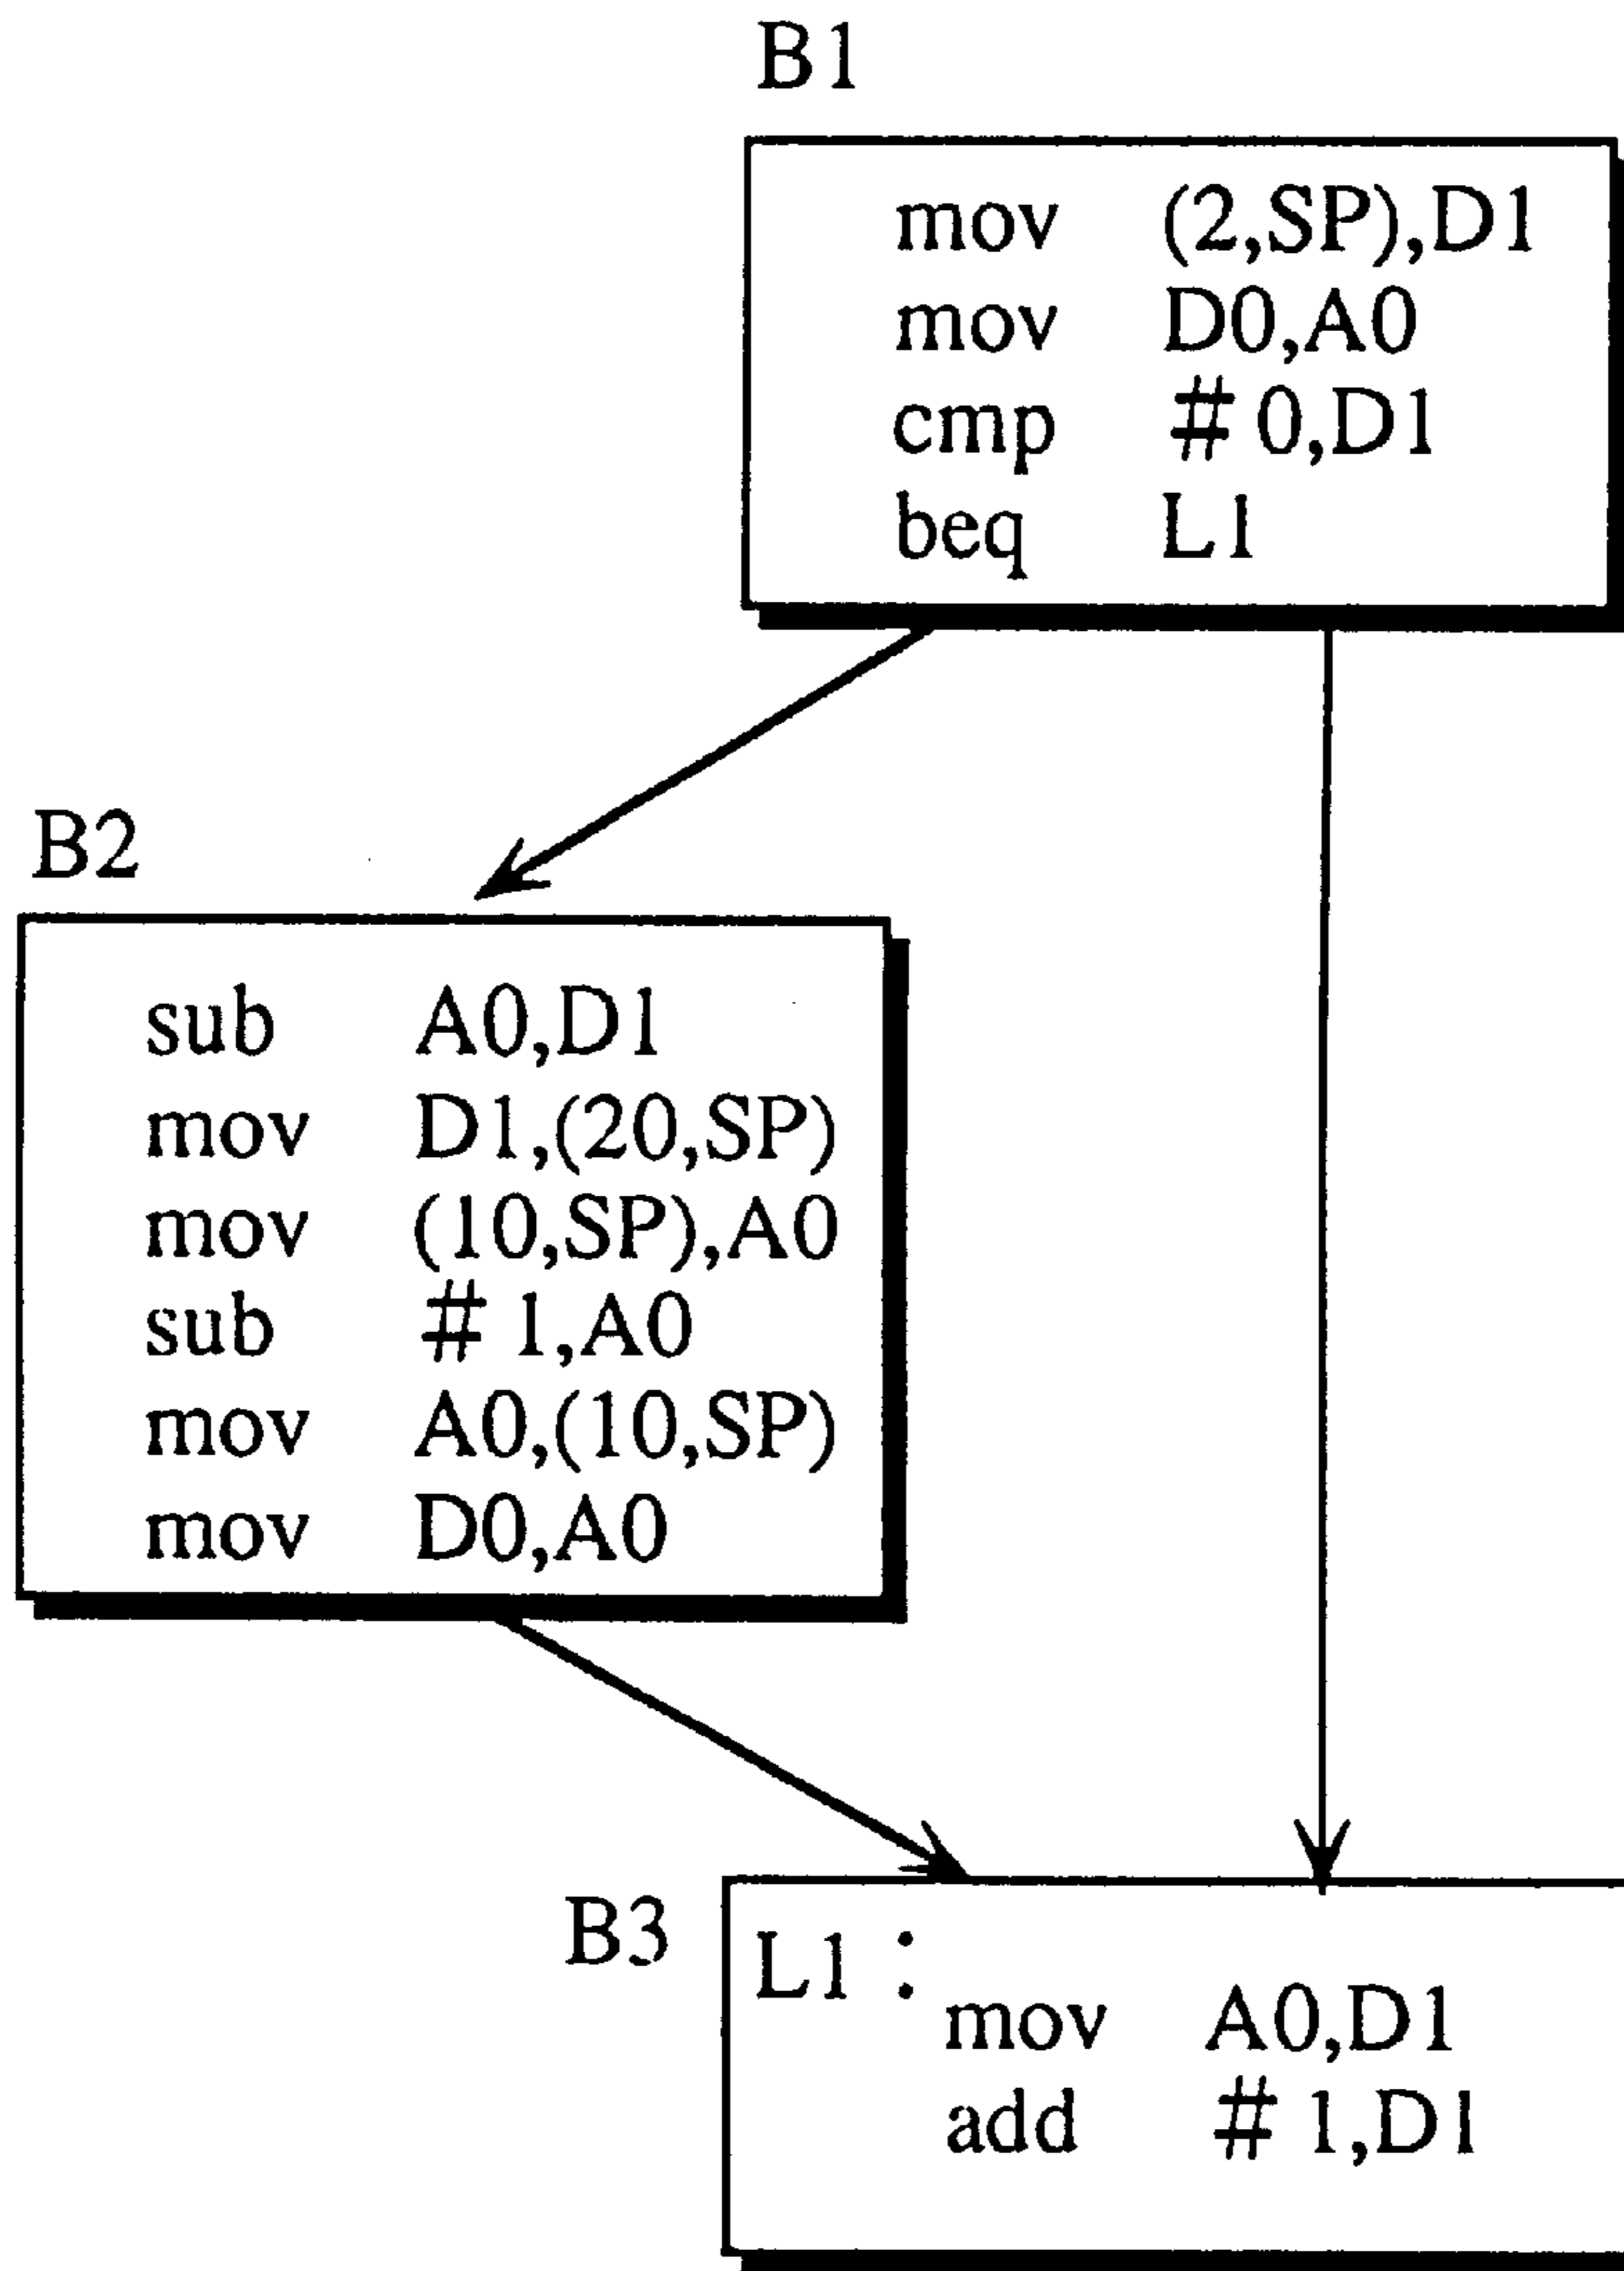 B1
mov (2,SP),D1
mov D0,A0
cmp #0,D1
beq L1
B2
sub A0,D1
mov D1,(20,SP)
mov (10,SP),A0
sub #1,A0
mov A0,(10,SP)
mov D0,A0
B3
L1:
mov A0,D1
add #1,D1